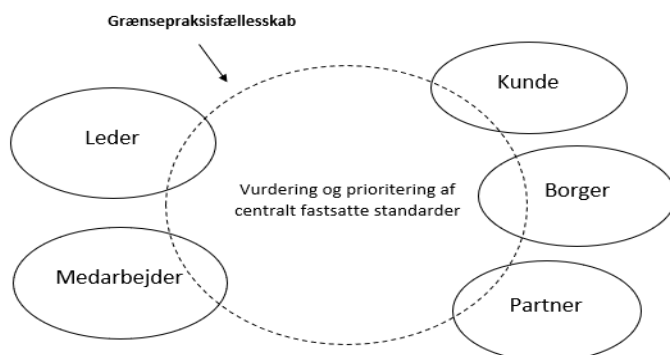 Grænsepraksisfællesskab
Kunde
Leder
Vurdering og prioritering af
centralt fastsatte standarder
Borger
Medarbejder
Partner